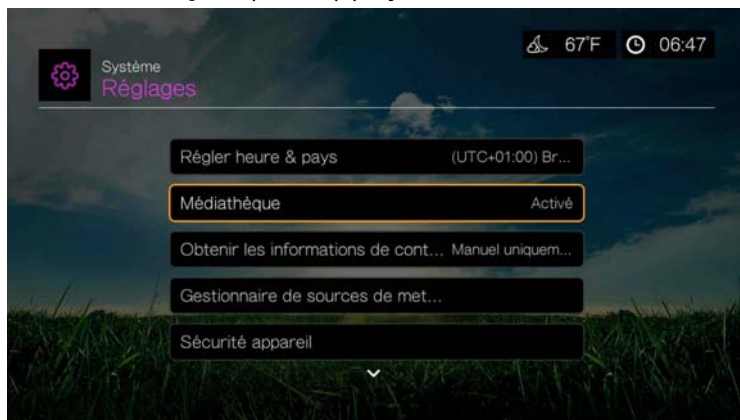 67°F 06:47
Système
Réglages
Régler heure & pays (UTC+01:00) Br...
Médiathèque Activé
Obtenir les informations de cont... Manuel uniquem...
Gestionnaire de sources de met...
Sécurité appareil